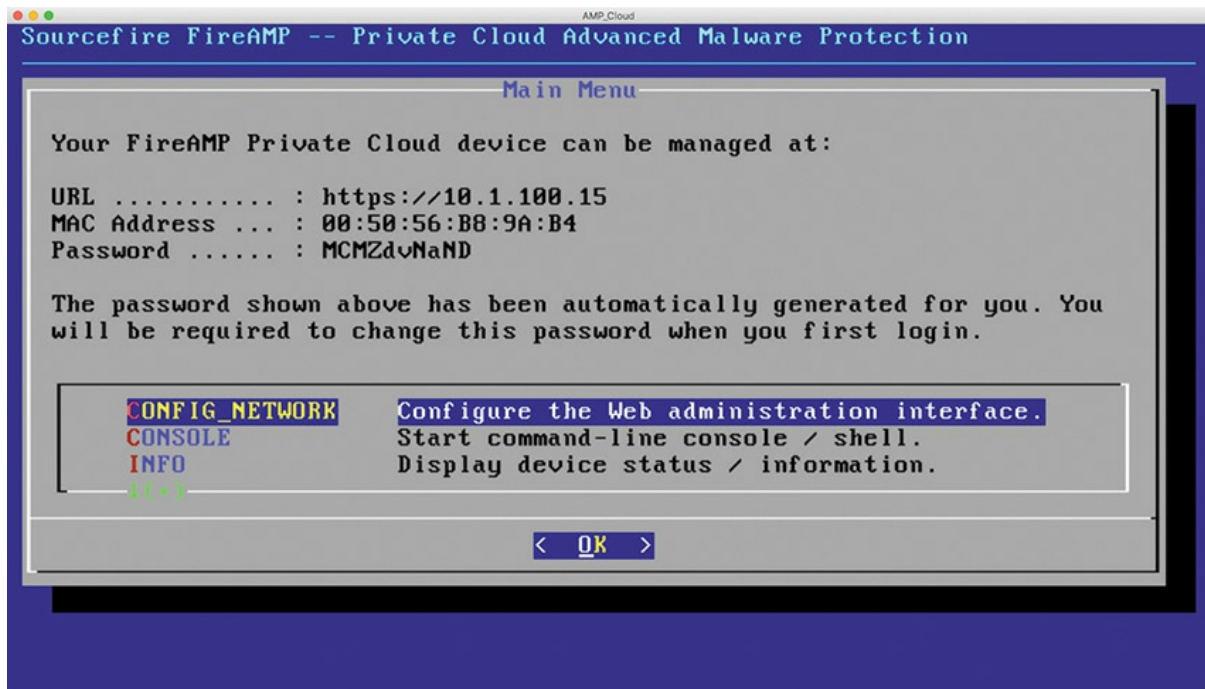 AMP_Cloud
Sourcefire FireAMP -- Private Cloud Advanced Malware Protection
Main Menu
Your FireAMP Private Cloud device can be managed at:
URL ........... : https://10.1.100.15
MAC Address ... : 00:50:56:B8:9A:B4
Password ...... : MCMZdvNaND
The password shown above has been automatically generated for you. You
will be required to change this password when you first login.
CONFIG_NETWORK Configure the Web administration interface.
CONSOLE Start command-line console / shell.
INFO Display device status / information.
< OK >